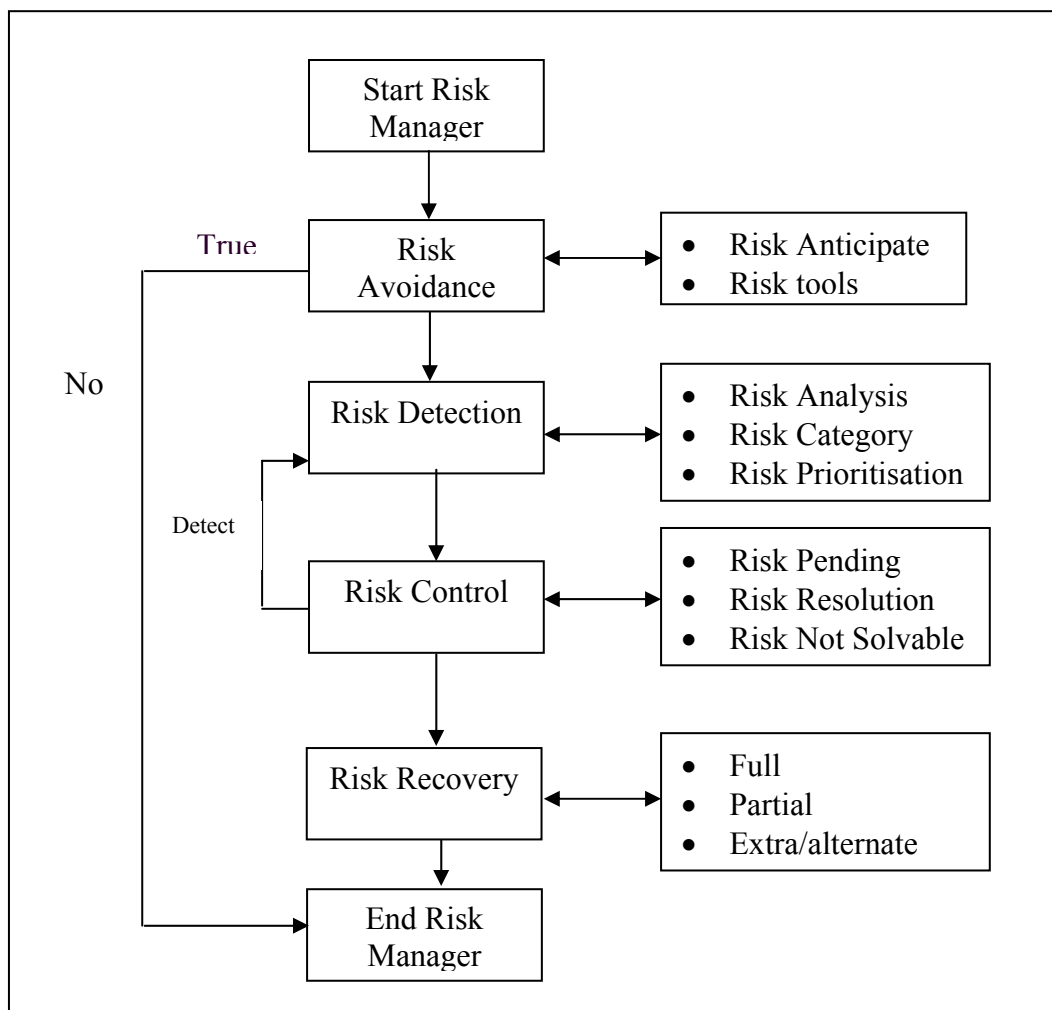 Start Risk
Manager
True
Risk
Avoidance
• Risk Anticipate
• Risk tools
No
Risk Detection
• Risk Analysis
• Risk Category
• Risk Prioritisation
Detect
Risk Control
• Risk Pending
• Risk Resolution
• Risk Not Solvable
Risk Recovery
• Full
• Partial
• Extra/alternate
End Risk
Manager